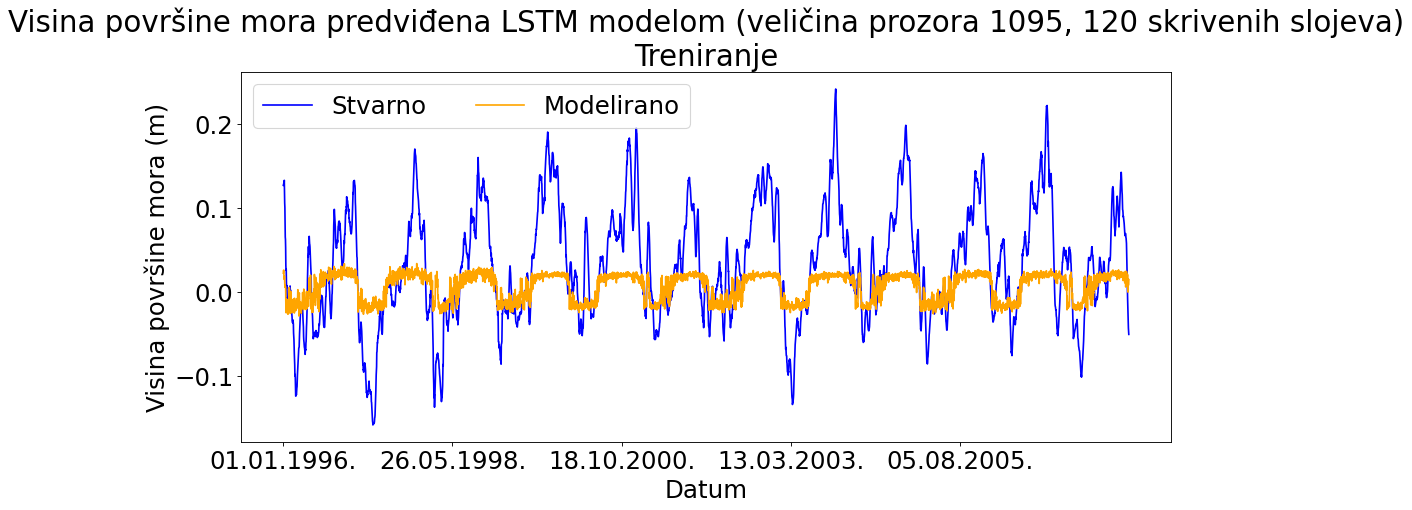 Visina površine mora predviđena LSTM modelom (veličina prozora 1095, 120 skrivenih slojeva)
Treniranje
Stvarno Modelirano
Visina površine mora (m)
0.2
0.1
0.0
−0.1
01.01.1996. 26.05.1998. 18.10.2000. 13.03.2003. 05.08.2005.
Datum